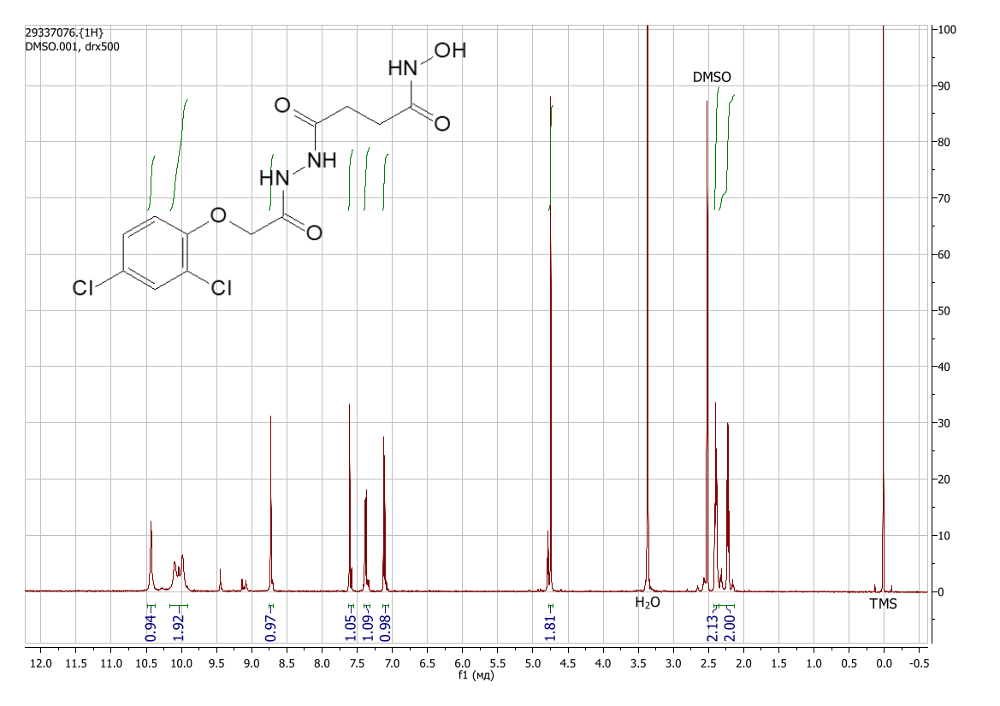 29337076.{1H}
DMSO.001, drx500
OH
HN
O
O
NH
HN
O
O
Cl
Cl
DMSO
H2O
TMS
100
90
80
70
60
50
40
30
20
10
0
0.94
1.92
0.97
1.05
1.09
0.98
1.81
2.13
2.00
12.0 11.5 11.0 10.5 10.0 9.5 9.0 8.5 8.0 7.5 7.0 6.5 6.0 5.5 5.0 4.5 4.0 3.5 3.0 2.5 2.0 1.5 1.0 0.5 0.0 -0.5
f1 (мд)